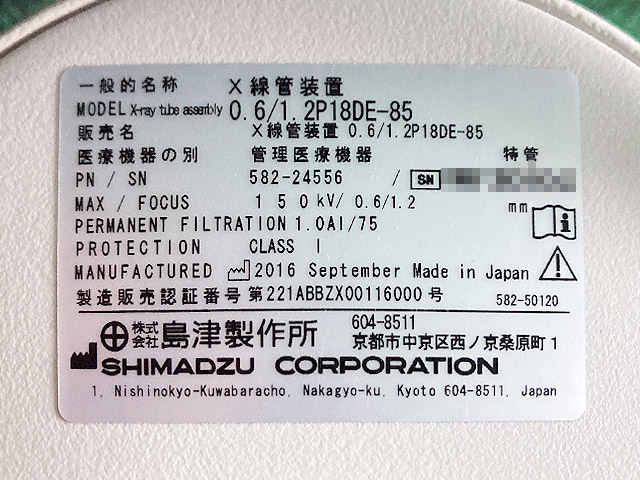 一般的名称 X線管装置
MODEL X-ray tube assembly 0.6/1.2P18DE-85
販売名 X線管装置 0.6/1.2P18DE-85
医療機器の別 管理医療機器 特管
PN / SN 582-24556 / SN
MAX / FOCUS 150kV/ 0.6/1.2 mm
PERMANENT FILTRATION 1.0Al/75
PROTECTION CLASS I
MANUFACTURED 2016 September Made in Japan
製造販売認証番号 第221ABBZX00116000号 582-50120
株式会社 島津製作所 604-8511
京都市中京区西ノ京桑原町1
SHIMADZU CORPORATION
1, Nishinokyo-Kuwabaracho, Nakagyo-ku, Kyoto 604-8511, Japan